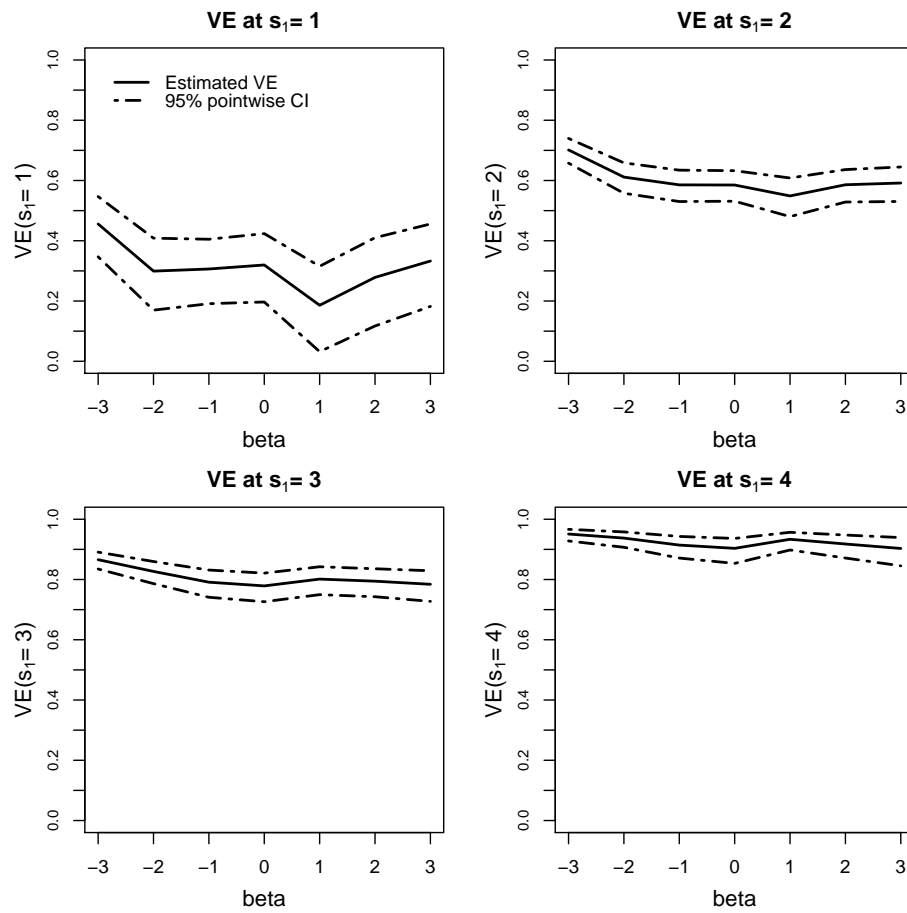 VE at s₁= 1
VE(s₁= 1)
1.0
0.8
0.6
0.4
0.2
0.0
Estimated VE
95% pointwise CI
−3 −2 −1 0 1 2 3
beta
VE at s₁= 2
VE(s₁= 2)
1.0
0.8
0.6
0.4
0.2
0.0
−3 −2 −1 0 1 2 3
beta
VE at s₁= 3
VE(s₁= 3)
1.0
0.8
0.6
0.4
0.2
0.0
−3 −2 −1 0 1 2 3
beta
VE at s₁= 4
VE(s₁= 4)
1.0
0.8
0.6
0.4
0.2
0.0
−3 −2 −1 0 1 2 3
beta